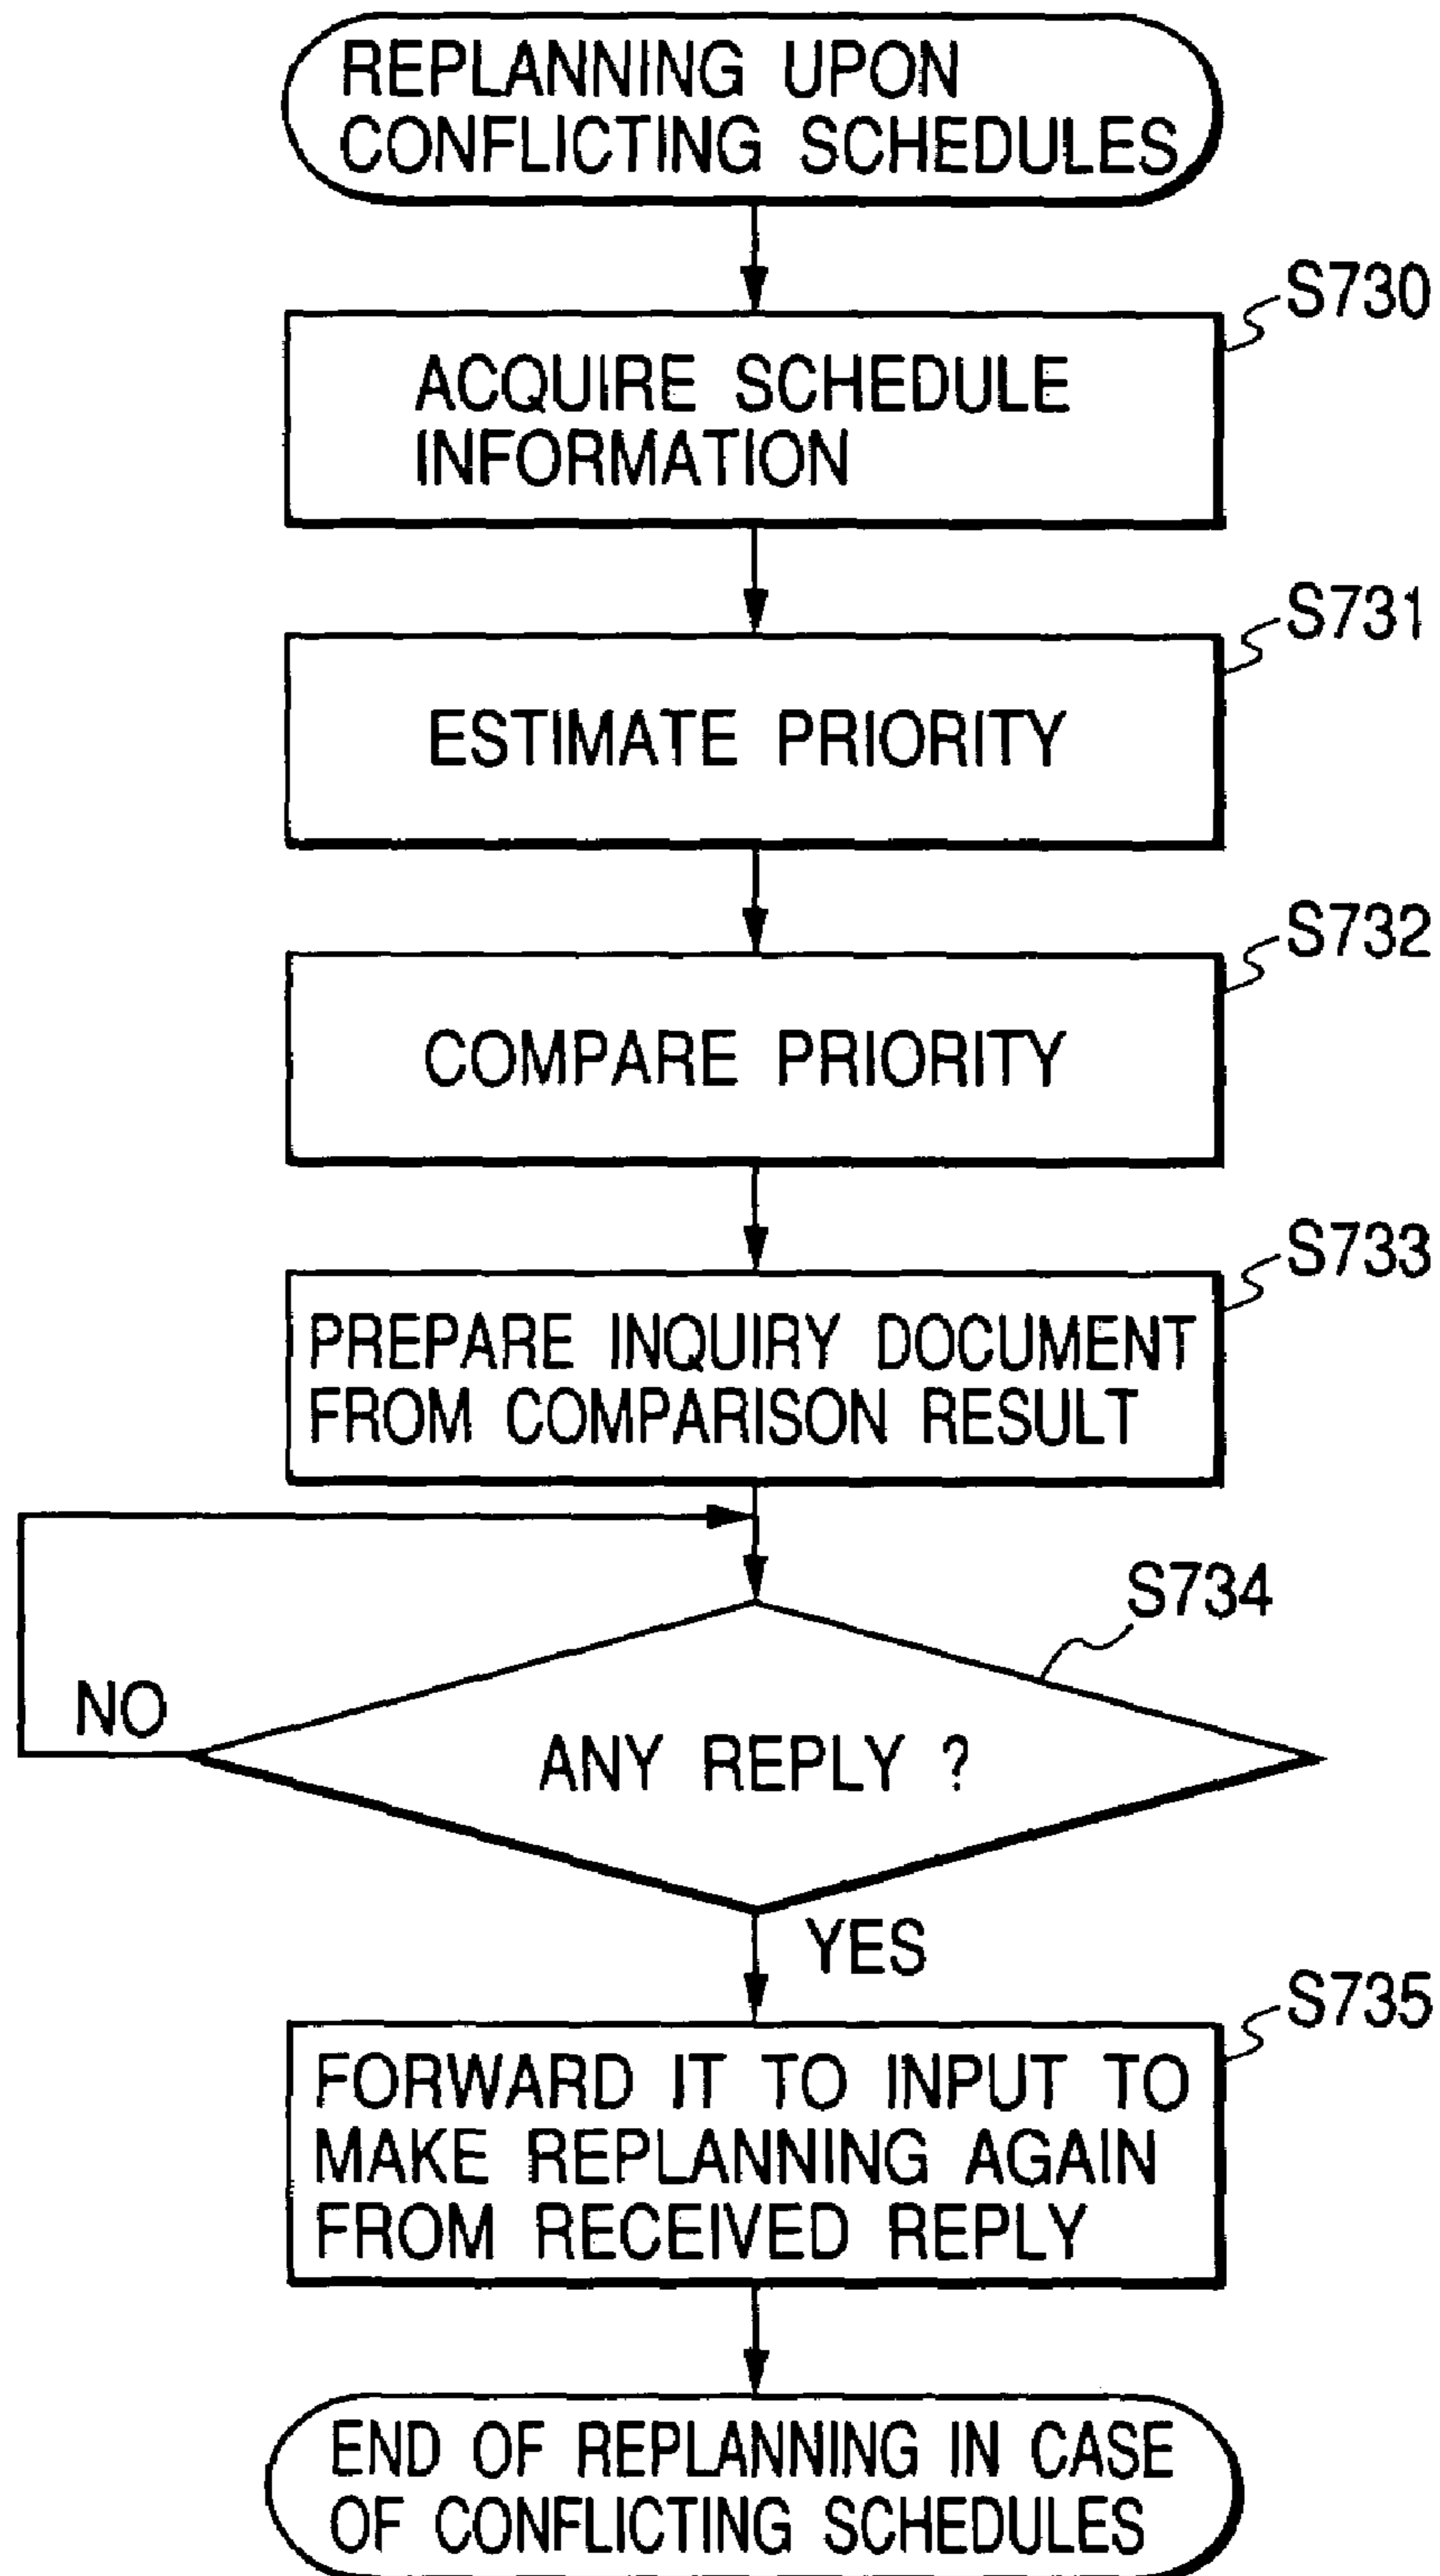 REPLANNING UPON
CONFLICTING SCHEDULES
S730
ACQUIRE SCHEDULE
INFORMATION
S731
ESTIMATE PRIORITY
S732
COMPARE PRIORITY
S733
PREPARE INQUIRY DOCUMENT
FROM COMPARISON RESULT
S734
NO
ANY REPLY ?
YES
S735
FORWARD IT TO INPUT TO
MAKE REPLANNING AGAIN
FROM RECEIVED REPLY
END OF REPLANNING IN CASE
OF CONFLICTING SCHEDULES